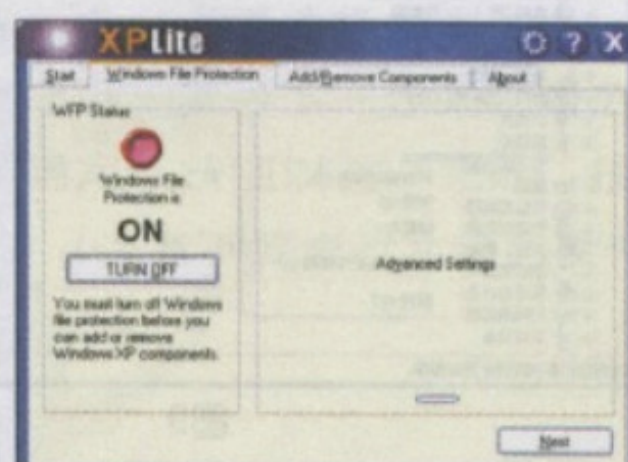 XPLite
? X
Start Windows File Protection Add/Remove Components About
WFP Status
Windows File
Protection is
ON
TURN OFF
You must turn off Windows
file protection before you
can add or remove
Windows XP components.
Advanced Settings
Next